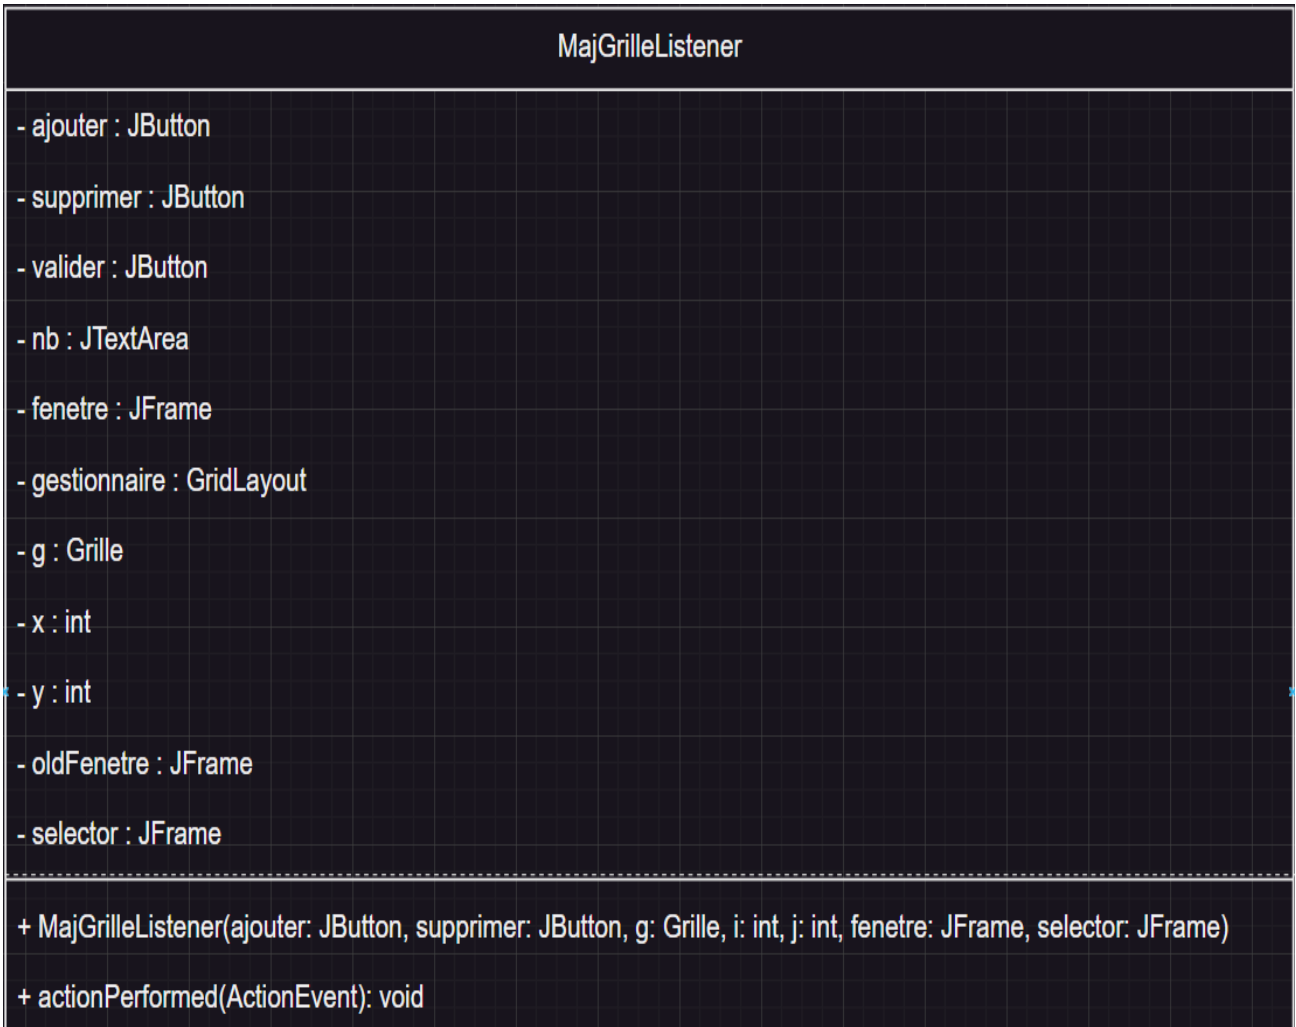 MajGrilleListener
- ajouter : JButton
- supprimer : JButton
- valider : JButton
- nb : JTextArea
- fenetre : JFrame
- gestionnaire : GridLayout
- g : Grille
- x : int
- y : int
- oldFenetre : JFrame
- selector : JFrame
+ MajGrilleListener(ajouter: JButton, supprimer: JButton, g: Grille, i: int, j: int, fenetre: JFrame, selector: JFrame)
+ actionPerformed(ActionEvent): void